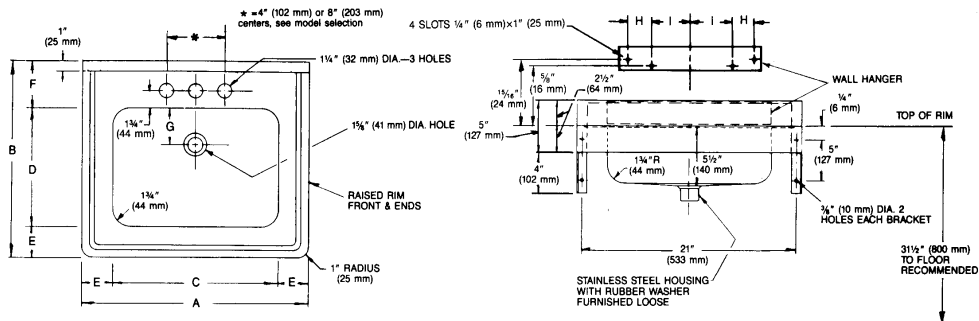 ★ =4" (102 mm) or 8" (203 mm)
centers, see model selection
★
1"
(25 mm)
1¼" (32 mm) DIA.—3 HOLES
F
B
D
E
1¾"
(44 mm)
G
1⅝" (41 mm) DIA. HOLE
1¾"
(44 mm)
RAISED RIM
FRONT & ENDS
E
C
E
A
1" RADIUS
(25 mm)
4 SLOTS ¼" (6 mm)×1" (25 mm)
H
I
I
H
WALL HANGER
⅝"
(16 mm)
2½"
(64 mm)
15/16"
(24 mm)
5"
(127 mm)
4"
(102 mm)
¼"
(6 mm)
TOP OF RIM
5"
(127 mm)
1¾"R
(44 mm)
5½"
(140 mm)
⅜" (10 mm) DIA. 2
HOLES EACH BRACKET
21"
(533 mm)
31½" (800 mm)
TO FLOOR
RECOMMENDED
STAINLESS STEEL HOUSING
WITH RUBBER WASHER
FURNISHED LOOSE